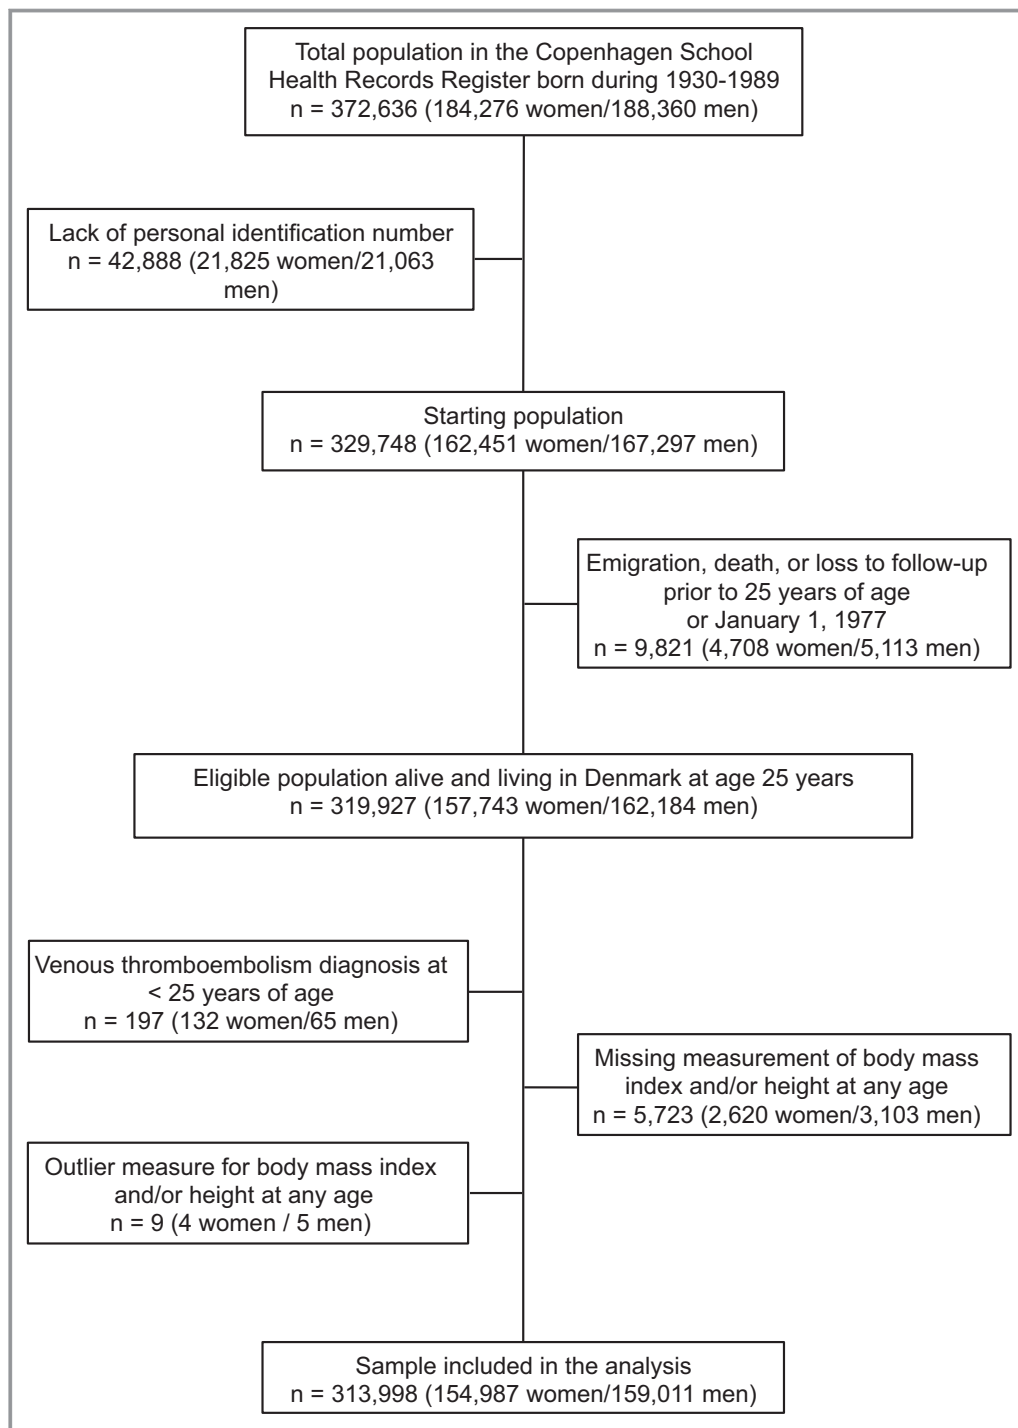 Total population in the Copenhagen School
Health Records Register born during 1930-1989
n = 372,636 (184,276 women/188,360 men)
Lack of personal identification number
n = 42,888 (21,825 women/21,063
men)
Starting population
n = 329,748 (162,451 women/167,297 men)
Emigration, death, or loss to follow-up
prior to 25 years of age
or January 1, 1977
n = 9,821 (4,708 women/5,113 men)
Eligible population alive and living in Denmark at age 25 years
n = 319,927 (157,743 women/162,184 men)
Venous thromboembolism diagnosis at
< 25 years of age
n = 197 (132 women/65 men)
Missing measurement of body mass
index and/or height at any age
n = 5,723 (2,620 women/3,103 men)
Outlier measure for body mass index
and/or height at any age
n = 9 (4 women / 5 men)
Sample included in the analysis
n = 313,998 (154,987 women/159,011 men)